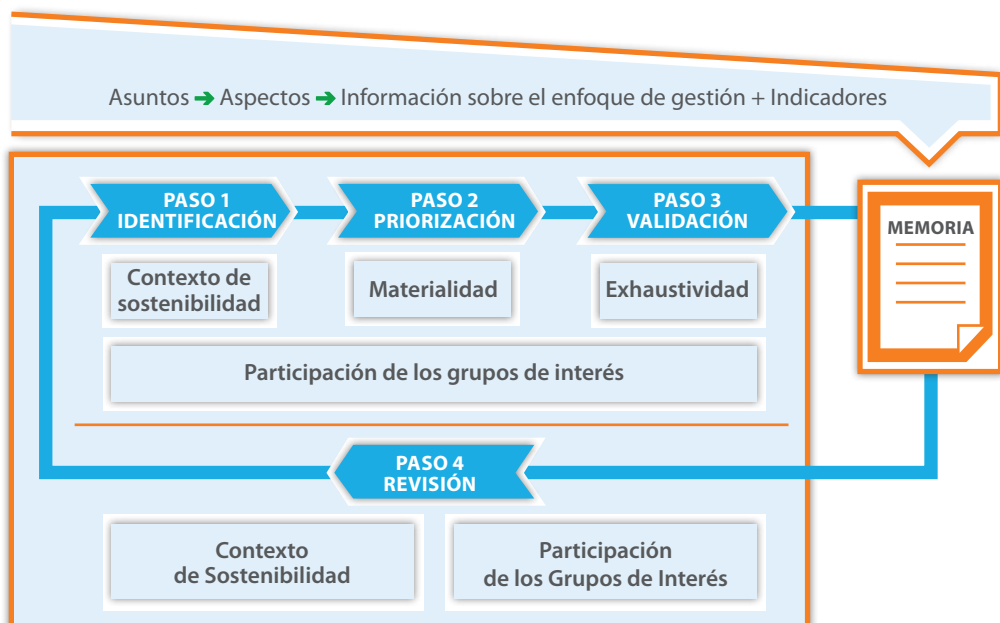 Asuntos ➔ Aspectos ➔ Información sobre el enfoque de gestión + Indicadores
PASO 1
IDENTIFICACIÓN
PASO 2
PRIORIZACIÓN
PASO 3
VALIDACIÓN
MEMORIA
Contexto de
sostenibilidad
Materialidad
Exhaustividad
Participación de los grupos de interés
PASO 4
REVISIÓN
Contexto
de Sostenibilidad
Participación
de los Grupos de Interés